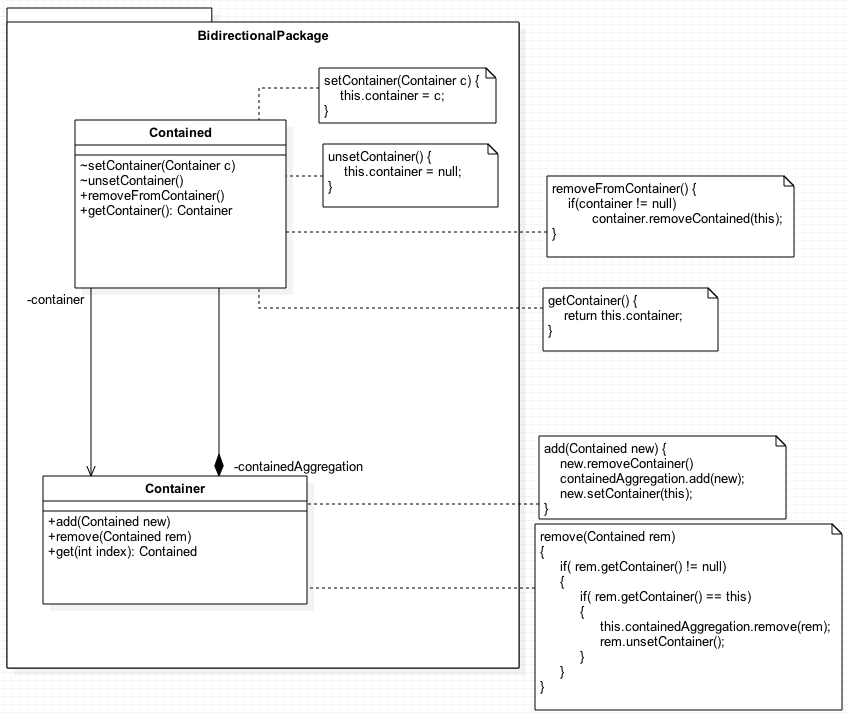 BidirectionalPackage
setContainer(Container c) {
this.container = c;
}
Contained
~setContainer(Container c)
~unsetContainer()
+removeFromContainer()
+getContainer(): Container
unsetContainer() {
this.container = null;
}
removeFromContainer() {
if(container != null)
container.removeContained(this);
}
-container
getContainer() {
return this.container;
}
-containedAggregation
Container
+add(Contained new)
+remove(Contained rem)
+get(int index): Contained
add(Contained new) {
new.removeContainer()
containedAggregation.add(new);
new.setContainer(this);
}
remove(Contained rem)
{
if( rem.getContainer() != null)
{
if( rem.getContainer() == this)
{
this.containedAggregation.remove(rem);
rem.unsetContainer();
}
}
}